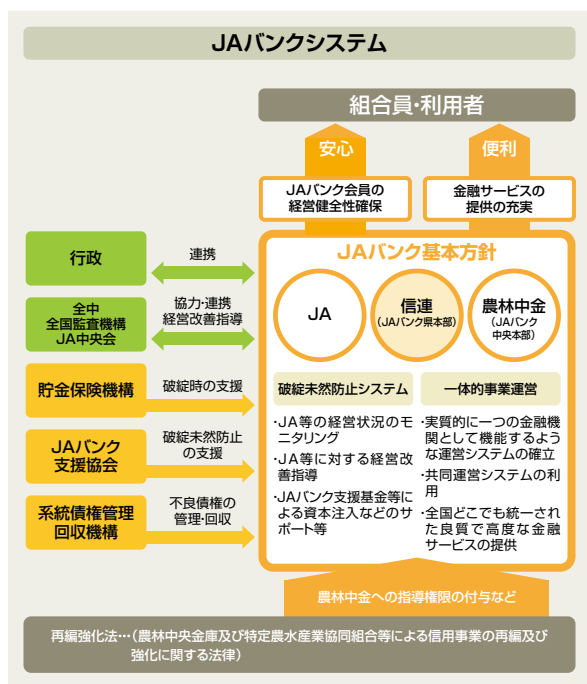 JAバンクシステム
組合員・利用者
安心
便利
JAバンク会員の
経営健全性確保
金融サービスの
提供の充実
JAバンク基本方針
行政
連携
全中
全国監査機構
JA中央会
協力・連携
経営改善指導
JA
信連
(JAバンク県本部)
農林中金
(JAバンク
中央本部)
貯金保険機構
破綻時の支援
JAバンク
支援協会
破綻未然防止
の支援
系統債権管理
回収機構
不良債権の
管理・回収
破綻未然防止システム
・JA等の経営状況のモ
ニタリング
・JA等に対する経営改
善指導
・JAバンク支援基金等に
よる資本注入などのサ
ポート等
一体的事業運営
・実質的に一つの金融機
関として機能するよう
な運営システムの確立
・共同運営システムの利
用
・全国どこでも統一され
た良質で高度な金融
サービスの提供
農林中金への指導権限の付与など
再編強化法…(農林中央金庫及び特定農水産業協同組合等による信用事業の再編及び
強化に関する法律)